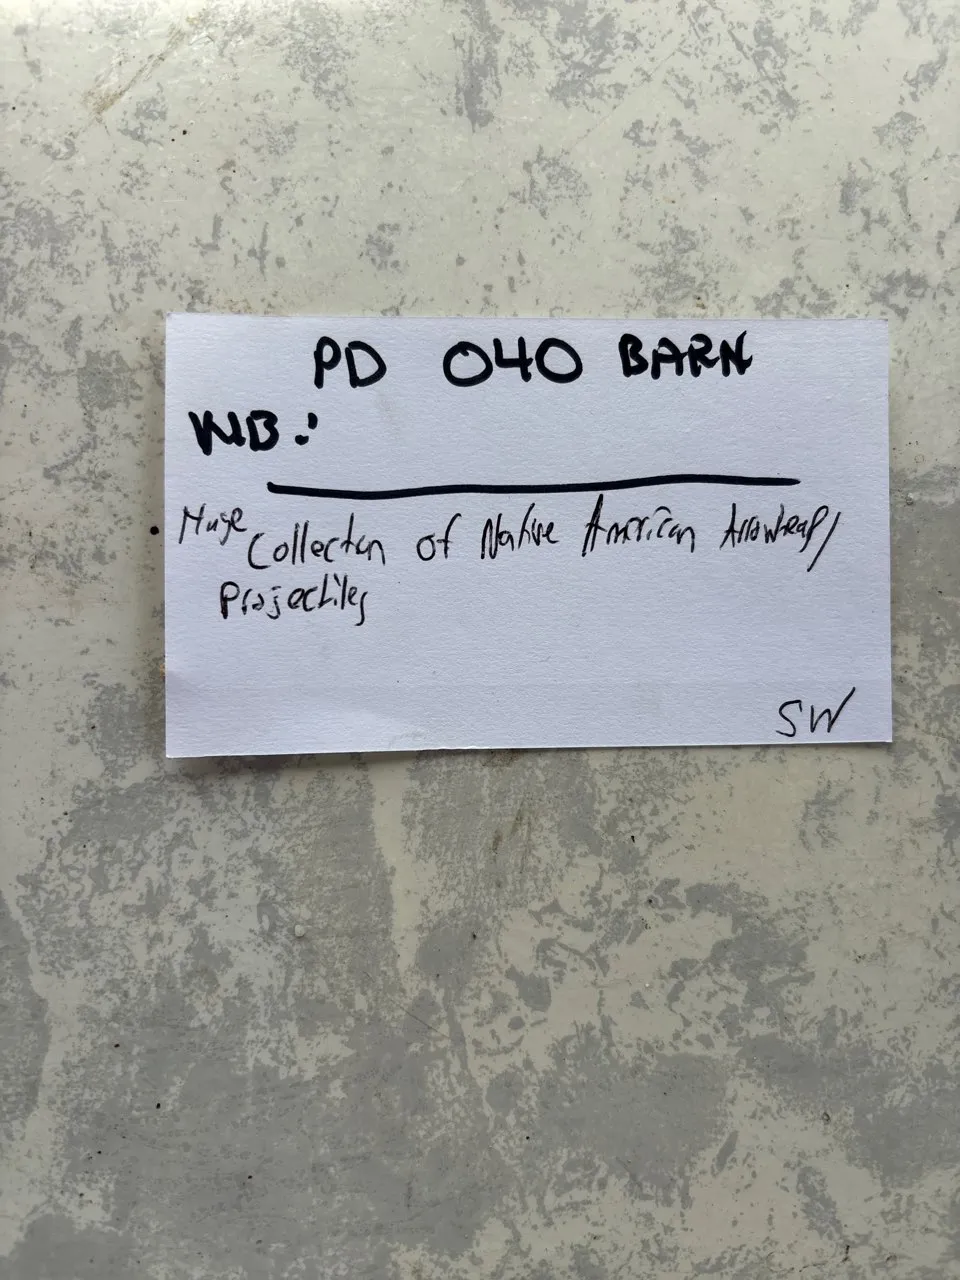 PD 040 BARN
WB:
Huge Collection of Native American Arrowheads/
Projectiles
SW